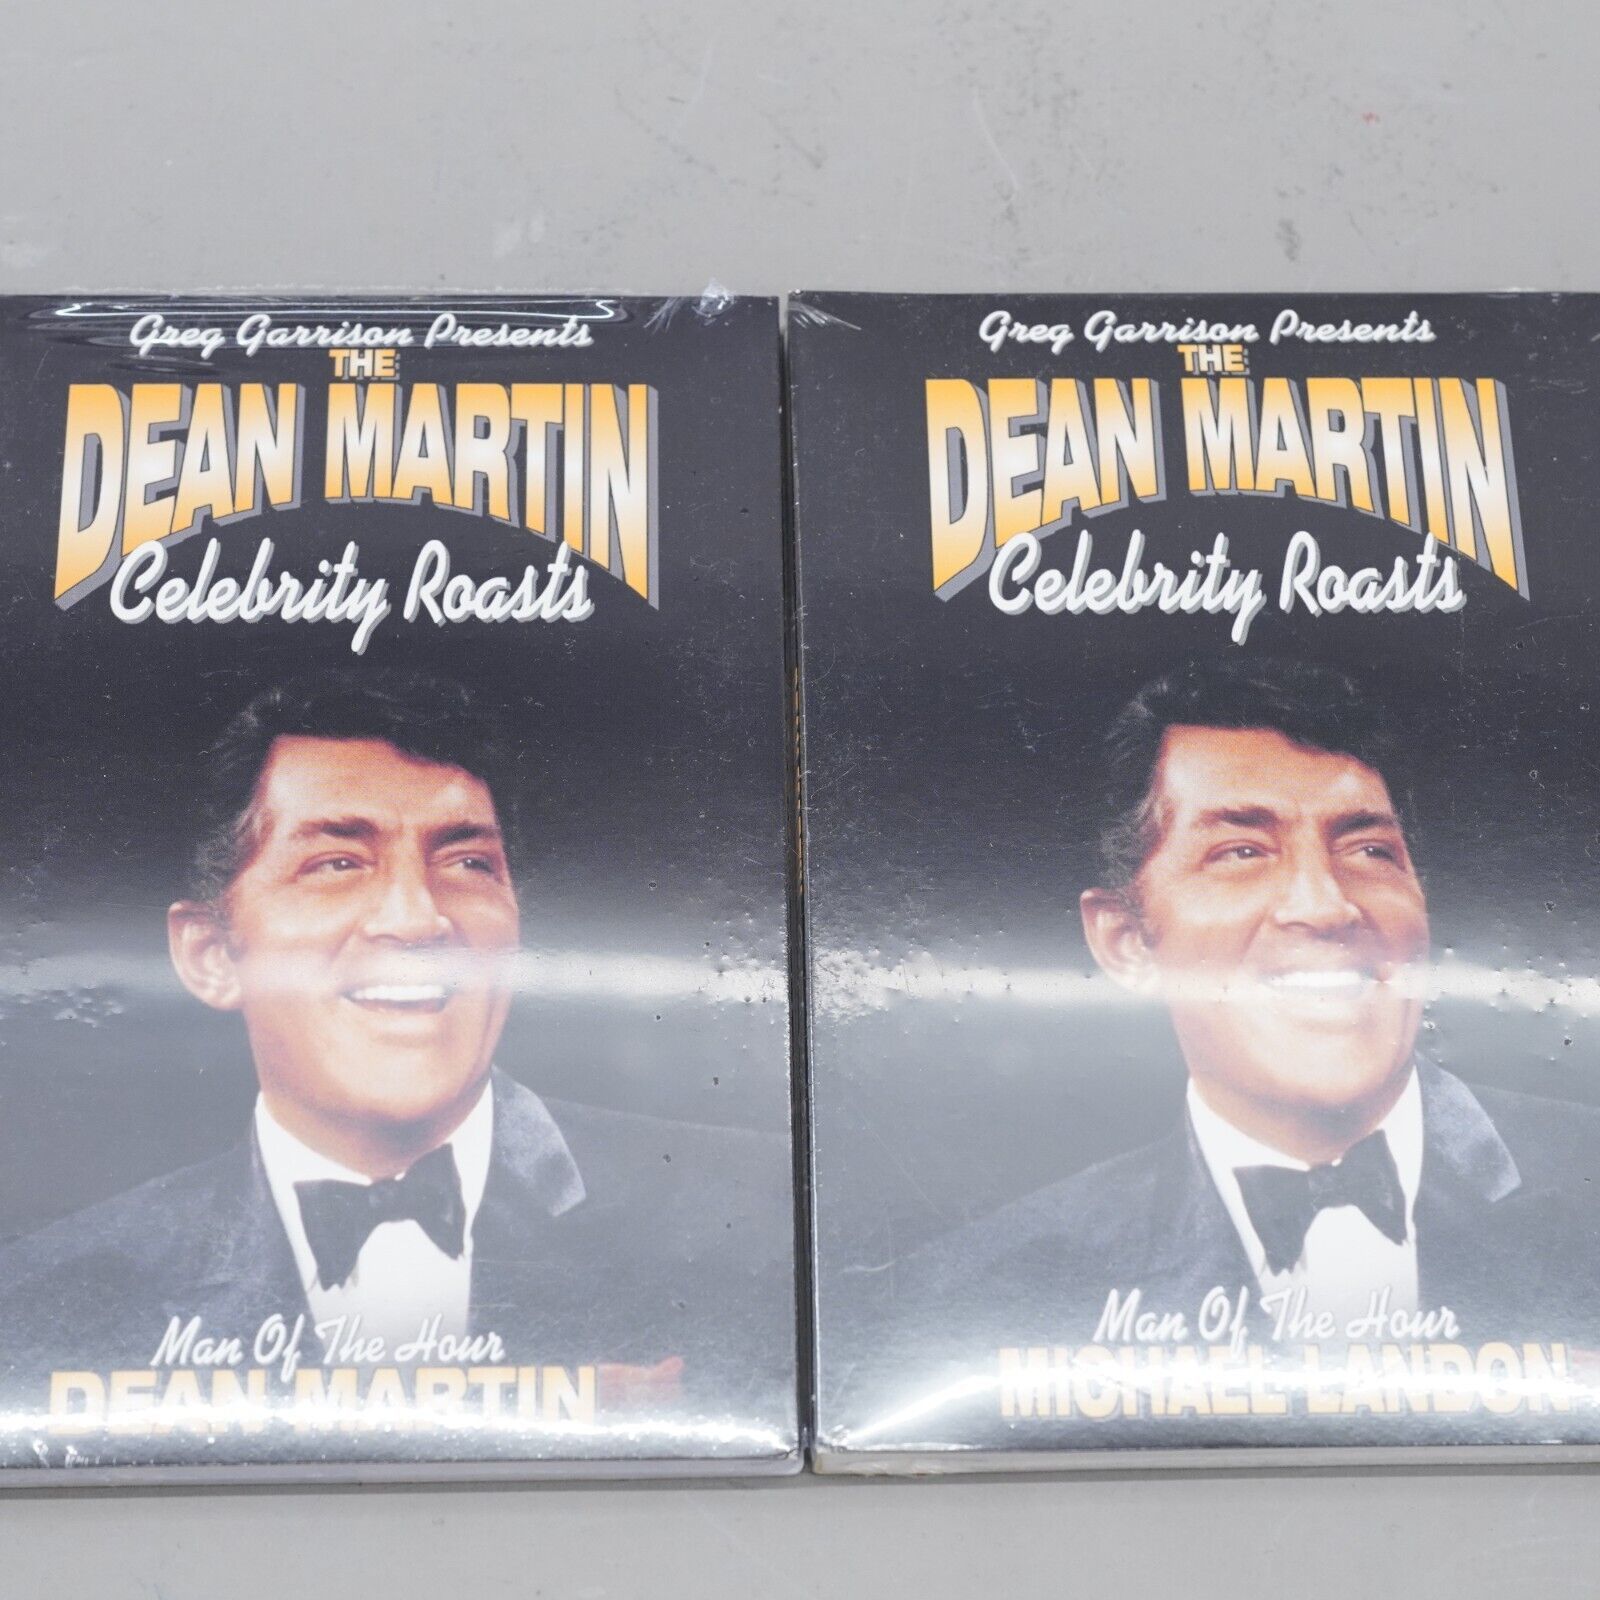 Greg Garrison Presents
THE
DEAN MARTIN
Celebrity Roasts
Man Of The Hour
DEAN MARTIN
Greg Garrison Presents
THE
DEAN MARTIN
Celebrity Roasts
Man Of The Hour
MICHAEL LANDON